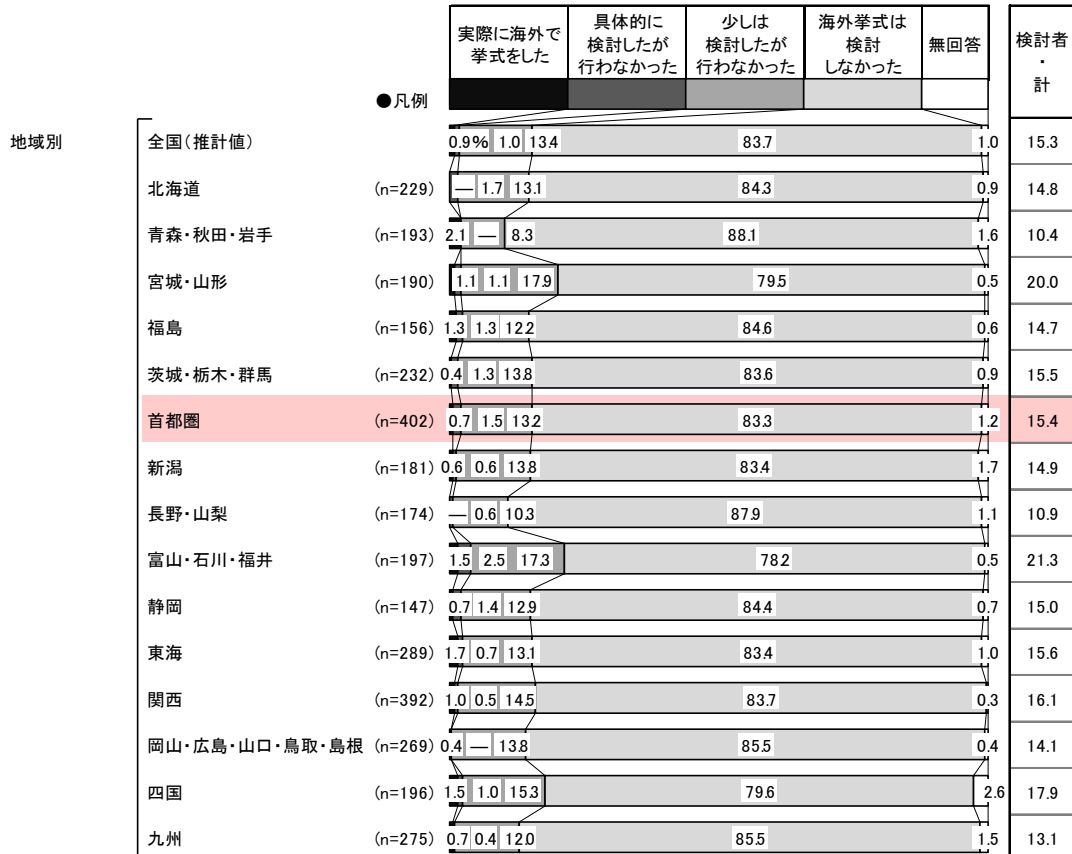 実際に海外で
挙式をした
具体的に
検討したが
行わなかった
少しは
検討したが
行わなかった
海外挙式は
検討
しなかった
無回答
検討者
・
計
●凡例
地域別
全国(推計値) 0.9% 1.0 13.4 83.7 1.0 15.3
北海道 (n=229) — 1.7 13.1 84.3 0.9 14.8
青森・秋田・岩手 (n=193) 2.1 — 8.3 88.1 1.6 10.4
宮城・山形 (n=190) 1.1 1.1 17.9 79.5 0.5 20.0
福島 (n=156) 1.3 1.3 12.2 84.6 0.6 14.7
茨城・栃木・群馬 (n=232) 0.4 1.3 13.8 83.6 0.9 15.5
首都圏 (n=402) 0.7 1.5 13.2 83.3 1.2 15.4
新潟 (n=181) 0.6 0.6 13.8 83.4 1.7 14.9
長野・山梨 (n=174) — 0.6 10.3 87.9 1.1 10.9
富山・石川・福井 (n=197) 1.5 2.5 17.3 78.2 0.5 21.3
静岡 (n=147) 0.7 1.4 12.9 84.4 0.7 15.0
東海 (n=289) 1.7 0.7 13.1 83.4 1.0 15.6
関西 (n=392) 1.0 0.5 14.5 83.7 0.3 16.1
岡山・広島・山口・鳥取・島根 (n=269) 0.4 — 13.8 85.5 0.4 14.1
四国 (n=196) 1.5 1.0 15.3 79.6 2.6 17.9
九州 (n=275) 0.7 0.4 12.0 85.5 1.5 13.1